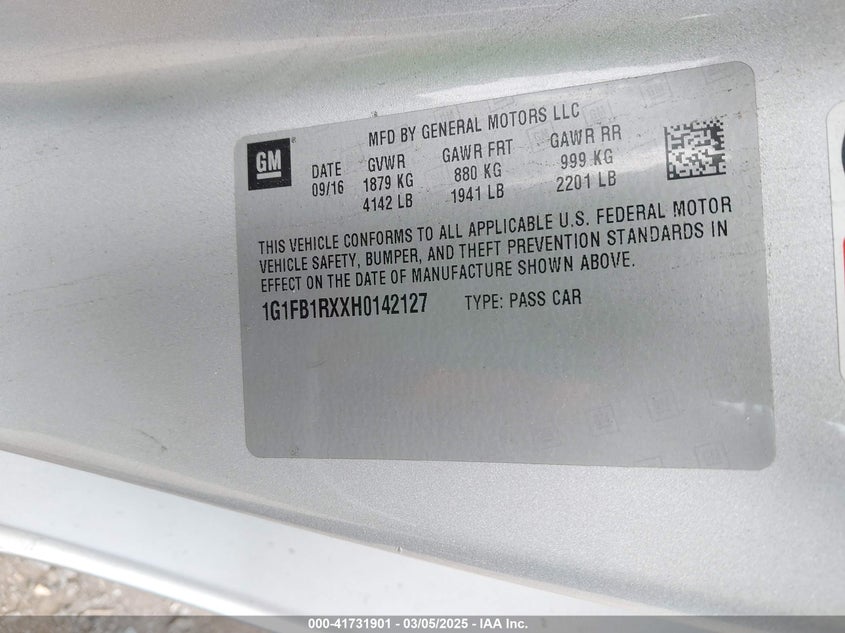 MFD BY GENERAL MOTORS LLC
GM
DATE GVWR GAWR FRT GAWR RR
09/16 1879 KG 880 KG 999 KG
4142 LB 1941 LB 2201 LB
THIS VEHICLE CONFORMS TO ALL APPLICABLE U.S. FEDERAL MOTOR
VEHICLE SAFETY, BUMPER, AND THEFT PREVENTION STANDARDS IN
EFFECT ON THE DATE OF MANUFACTURE SHOWN ABOVE.
1G1FB1RXXH0142127 TYPE: PASS CAR
000-41731901 - 03/05/2025 - IAA Inc.